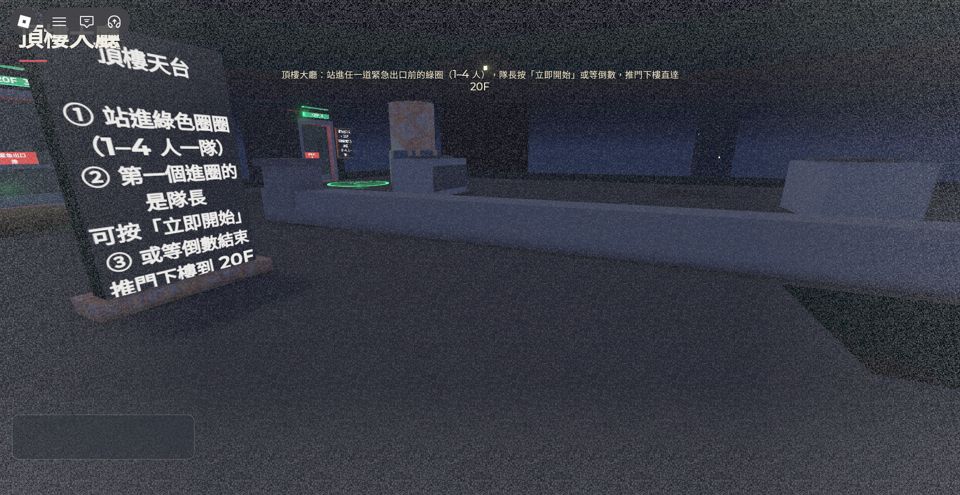 頂樓大廳
頂樓大廳：站進任一道緊急出口前的綠圈（1–4 人），隊長按「立即開始」或等倒數，推門下樓直達
20F
頂樓天台
① 站進綠色圈圈
（1–4 人一隊）
② 第一個進圈的
是隊長
可按「立即開始」
③ 或等倒數結束
推門下樓到 20F
20F
緊急出口